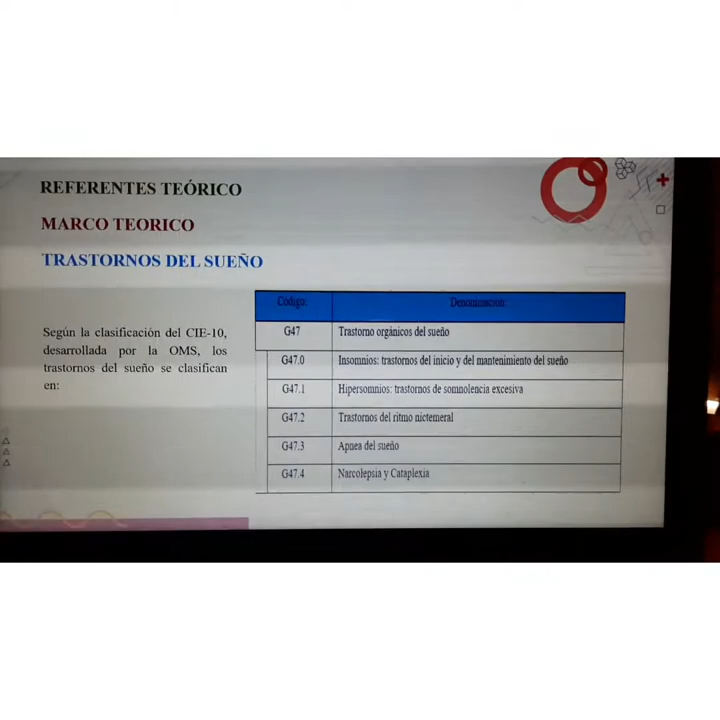 REFERENTES TEÓRICO
MARCO TEORICO
TRASTORNOS DEL SUEÑO
Según la clasificación del CIE-10,
desarrollada por la OMS, los
trastornos del sueño se clasifican
en:
Código: Denominación:
G47 Trastorno orgánicos del sueño
G47.0 Insomnios: trastornos del inicio y del mantenimiento del sueño
G47.1 Hipersomnios: trastornos de somnolencia excesiva
G47.2 Trastornos del ritmo nictemeral
G47.3 Apnea del sueño
G47.4 Narcolepsia y Cataplexia